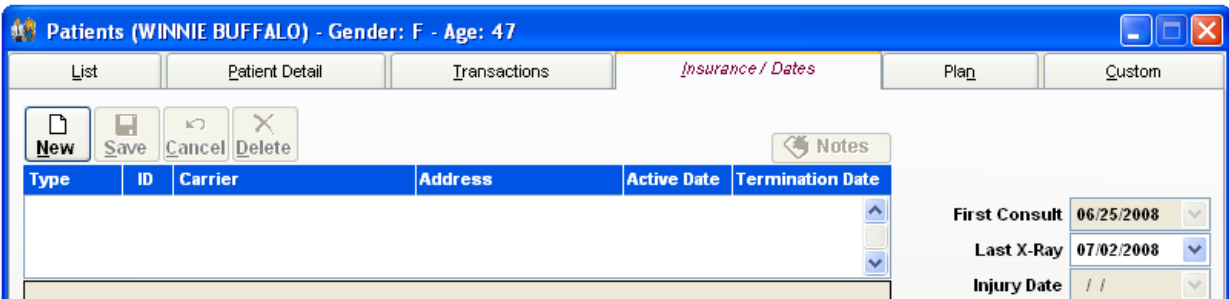 Patients (WINNIE BUFFALO) - Gender: F - Age: 47
List Patient Detail Transactions Insurance / Dates Plan Custom
New Save Cancel Delete Notes
Type ID Carrier Address Active Date Termination Date
First Consult 06/25/2008
Last X-Ray 07/02/2008
Injury Date / /